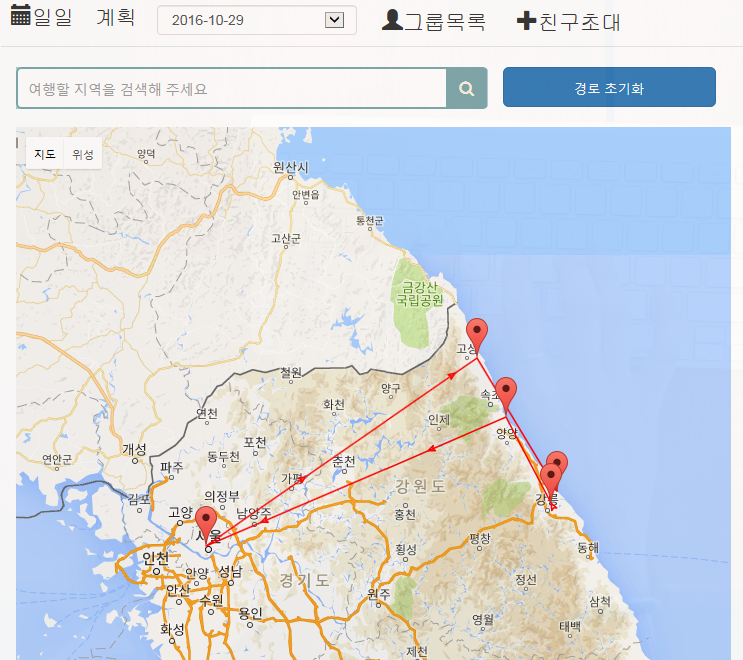 일일 계획
2016-10-29
그룹목록
친구초대
여행할 지역을 검색해 주세요
경로 초기화
지도
위성
양덕
원산시
안변읍
통천군
고산군
금강산
국립공원
고성
철원
양구
속초
화천
연천
인제
양양
개성
포천
동두천
춘천
연안군
파주
가평
강원도
의정부
강릉
김포
고양
남양주
홍천
서울
평창
동해
인천
횡성
안양
성남
경기도
정선
안산
수원
원주
삼척
용인
영월
태백
화성
제천